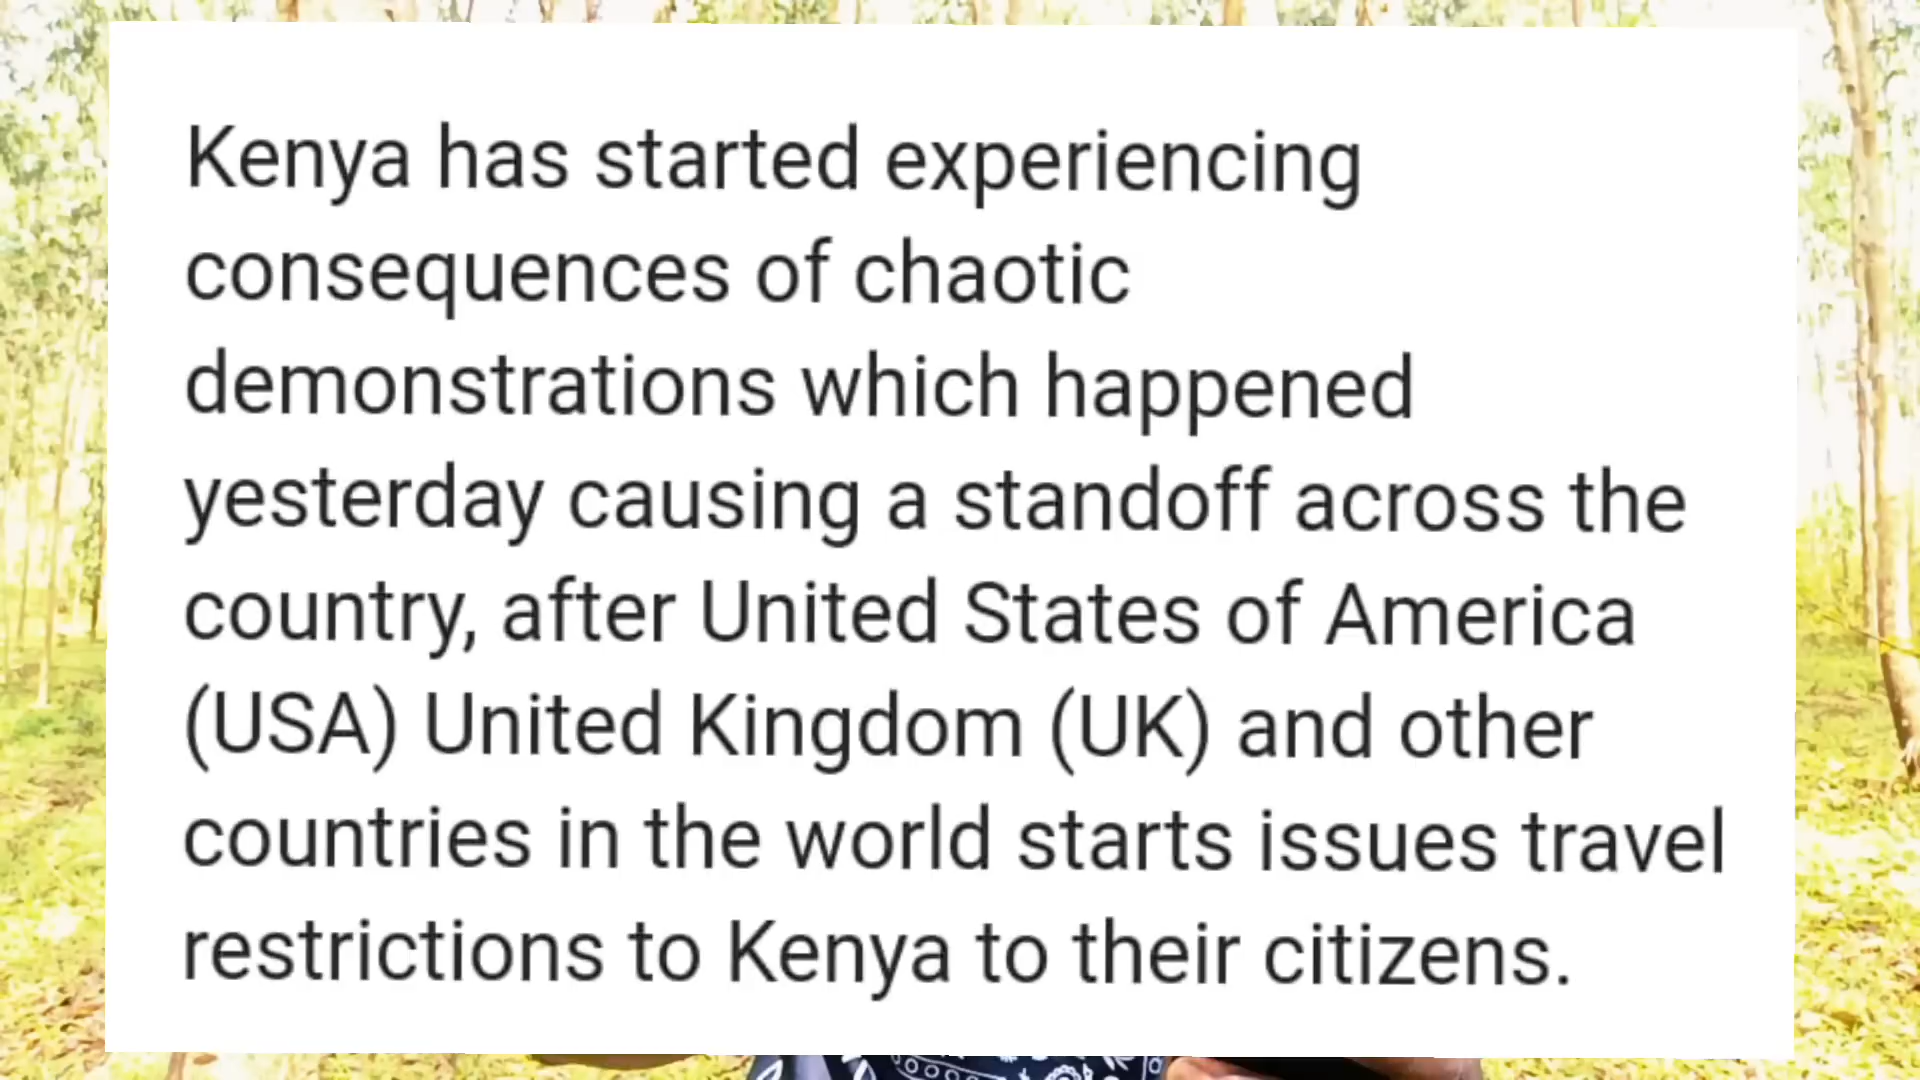 Kenya has started experiencing
consequences of chaotic
demonstrations which happened
yesterday causing a standoff across the
country, after United States of America
(USA) United Kingdom (UK) and other
countries in the world starts issues travel
restrictions to Kenya to their citizens.